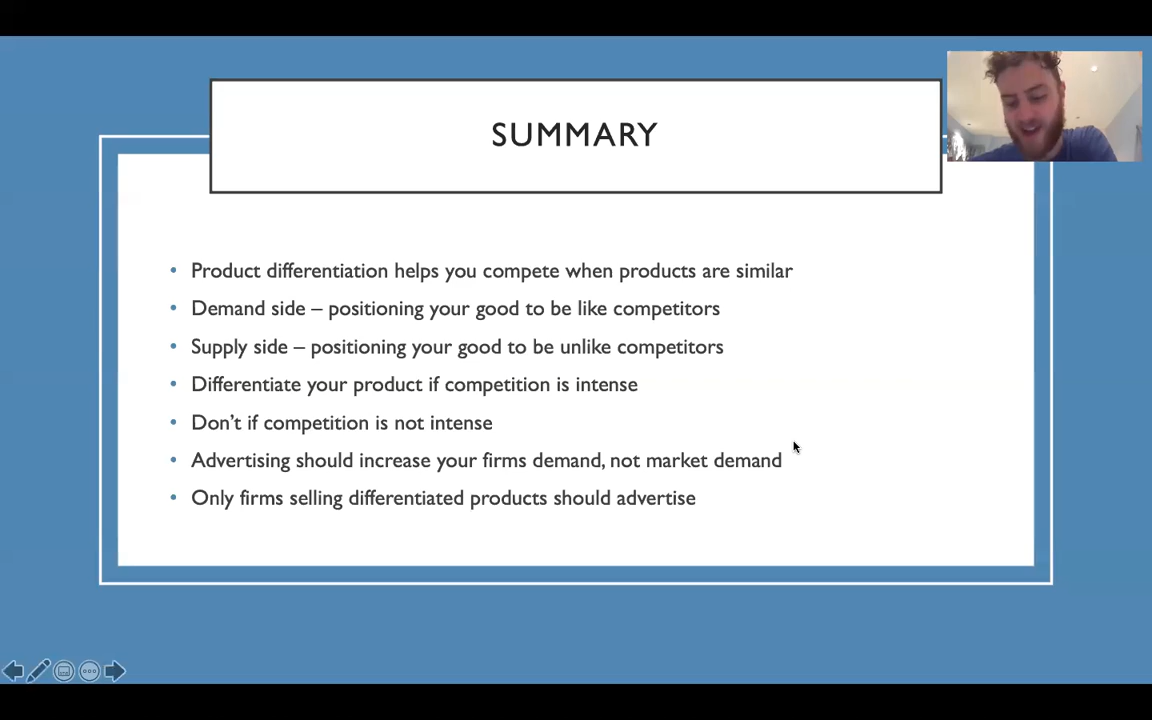 SUMMARY
• Product differentiation helps you compete when products are similar
• Demand side – positioning your good to be like competitors
• Supply side – positioning your good to be unlike competitors
• Differentiate your product if competition is intense
• Don’t if competition is not intense
• Advertising should increase your firms demand, not market demand
• Only firms selling differentiated products should advertise